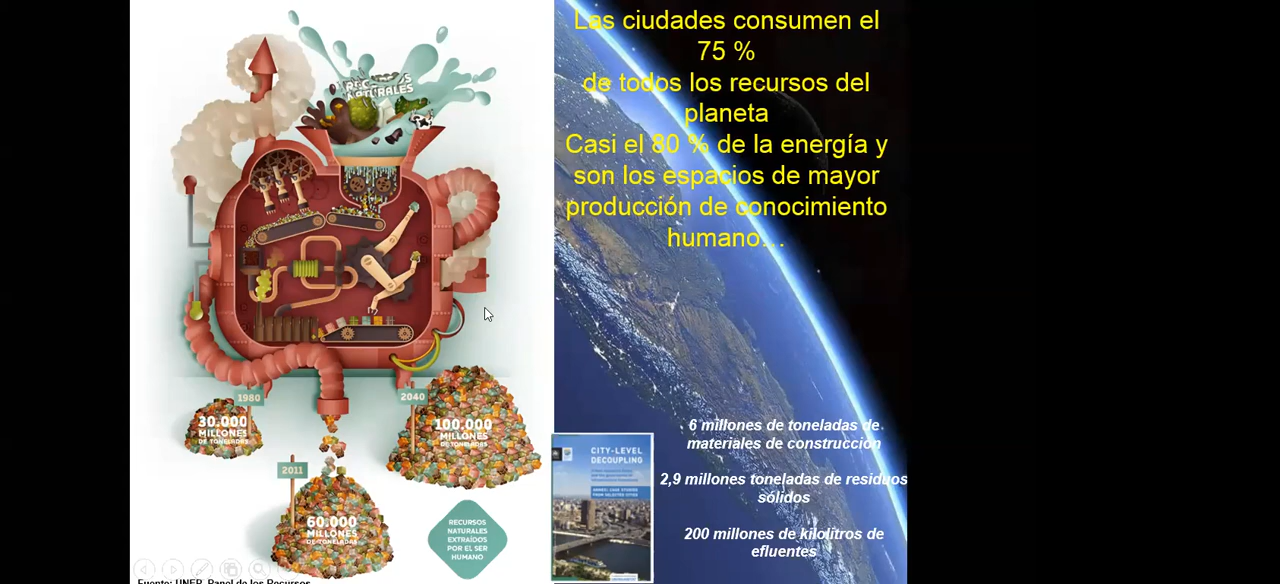 RECURSOS
NATURALES
1980
30.000
MILLONES
DE TONELADAS
2040
100.000
MILLONES
DE TONELADAS
2011
60.000
MILLONES
DE TONELADAS
RECURSOS
NATURALES
EXTRAÍDOS
POR EL SER
HUMANO
Fuente: UNEP, Panel de los Recursos
Las ciudades consumen el
75 %
de todos los recursos del
planeta
Casi el 80 % de la energía y
son los espacios de mayor
producción de conocimiento
humano...
CITY-LEVEL
DECOUPLING
6 millones de toneladas de
materiales de construcción
2,9 millones toneladas de residuos
sólidos
200 millones de kilolitros de
efluentes